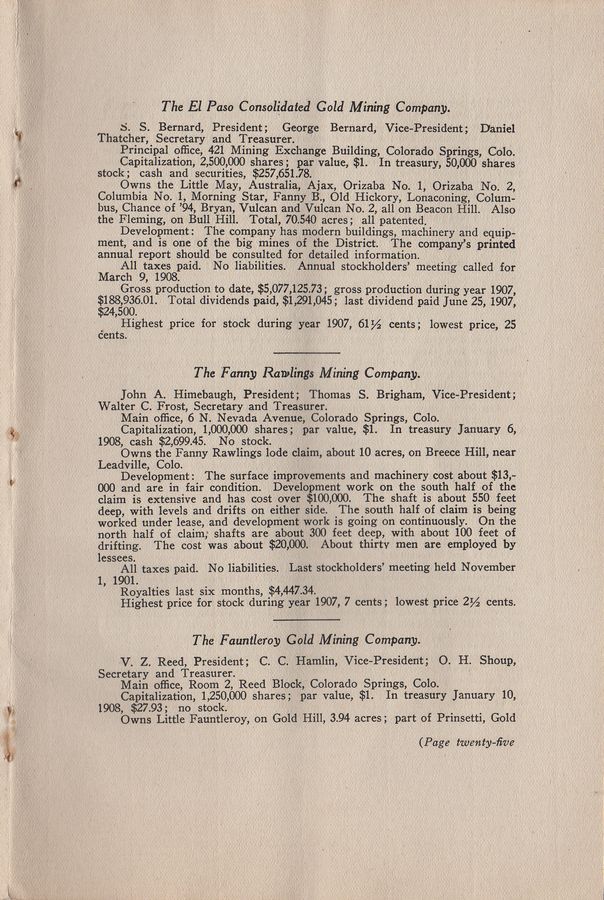 The El Paso Consolidated Gold Mining Company.
S. S. Bernard, President; George Bernard, Vice-President; Daniel
Thatcher, Secretary and Treasurer.
Principal office, 421 Mining Exchange Building, Colorado Springs, Colo.
Capitalization, 2,500,000 shares; par value, $1. In treasury, 50,000 shares
stock; cash and securities, $257,651.78.
Owns the Little May, Australia, Ajax, Orizaba No. 1, Orizaba No. 2,
Columbia No. 1, Morning Star, Fanny B., Old Hickory, Lonaconing, Colum-
bus, Chance of '94, Bryan, Vulcan and Vulcan No. 2, all on Beacon Hill. Also
the Fleming, on Bull Hill. Total, 70.540 acres; all patented.
Development: The company has modern buildings, machinery and equip-
ment, and is one of the big mines of the District. The company's printed
annual report should be consulted for detailed information.
All taxes paid. No liabilities. Annual stockholders' meeting called for
March 9, 1908.
Gross production to date, $5,077,125.73; gross production during year 1907,
$188,936.01. Total dividends paid, $1,291,045; last dividend paid June 25, 1907,
$24,500.
Highest price for stock during year 1907, 61½ cents; lowest price, 25
cents.
The Fanny Rawlings Mining Company.
John A. Himebaugh, President; Thomas S. Brigham, Vice-President;
Walter C. Frost, Secretary and Treasurer.
Main office, 6 N. Nevada Avenue, Colorado Springs, Colo.
Capitalization, 1,000,000 shares; par value, $1. In treasury January 6,
1908, cash $2,699.45. No stock.
Owns the Fanny Rawlings lode claim, about 10 acres, on Breece Hill, near
Leadville, Colo.
Development: The surface improvements and machinery cost about $13,-
000 and are in fair condition. Development work on the south half of the
claim is extensive and has cost over $100,000. The shaft is about 550 feet
deep, with levels and drifts on either side. The south half of claim is being
worked under lease, and development work is going on continuously. On the
north half of claim, shafts are about 300 feet deep, with about 100 feet of
drifting. The cost was about $20,000. About thirty men are employed by
lessees.
All taxes paid. No liabilities. Last stockholders' meeting held November
1, 1901.
Royalties last six months, $4,447.34.
Highest price for stock during year 1907, 7 cents; lowest price 2½ cents.
The Fauntleroy Gold Mining Company.
V. Z. Reed, President; C. C. Hamlin, Vice-President; O. H. Shoup,
Secretary and Treasurer.
Main office, Room 2, Reed Block, Colorado Springs, Colo.
Capitalization, 1,250,000 shares; par value, $1. In treasury January 10,
1908, $27.93; no stock.
Owns Little Fauntleroy, on Gold Hill, 3.94 acres; part of Prinsetti, Gold
(Page twenty-five